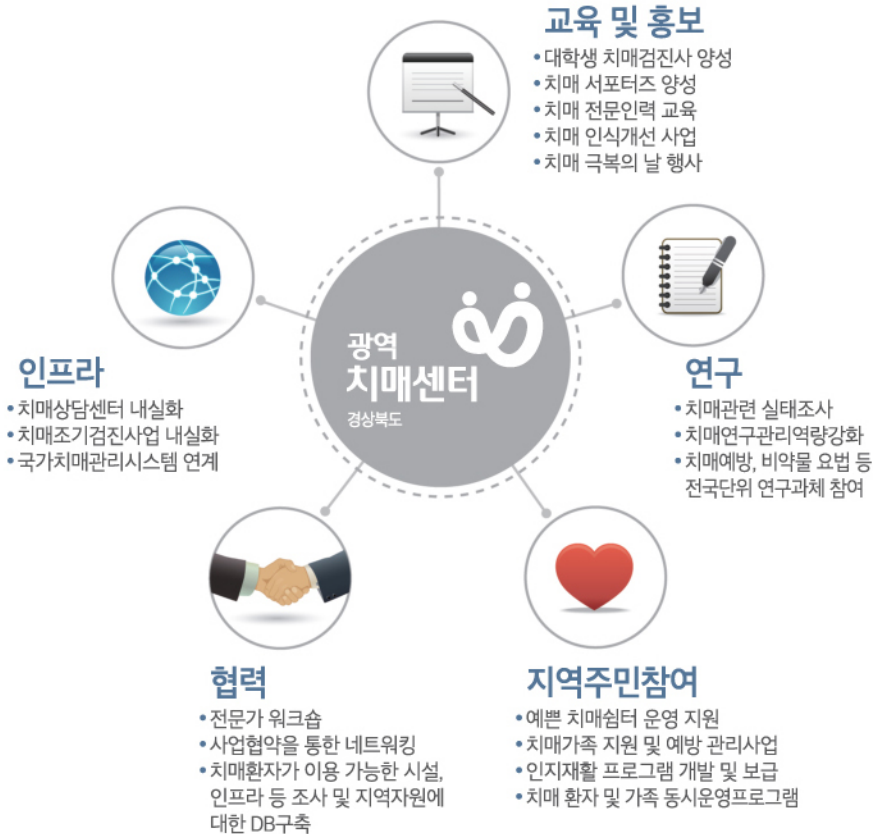 교육 및 홍보
• 대학생 치매검진사 양성
• 치매 서포터즈 양성
• 치매 전문인력 교육
• 치매 인식개선 사업
• 치매 극복의 날 행사
광역
치매센터
경상북도
인프라
• 치매상담센터 내실화
• 치매조기검진사업 내실화
• 국가치매관리시스템 연계
연구
• 치매관련 실태조사
• 치매연구관리역량강화
• 치매예방, 비약물 요법 등
전국단위 연구과체 참여
협력
• 전문가 워크숍
• 사업협약을 통한 네트워킹
• 치매환자가 이용 가능한 시설,
인프라 등 조사 및 지역자원에
대한 DB구축
지역주민참여
• 예쁜 치매쉼터 운영 지원
• 치매가족 지원 및 예방 관리사업
• 인지재활 프로그램 개발 및 보급
• 치매 환자 및 가족 동시운영프로그램